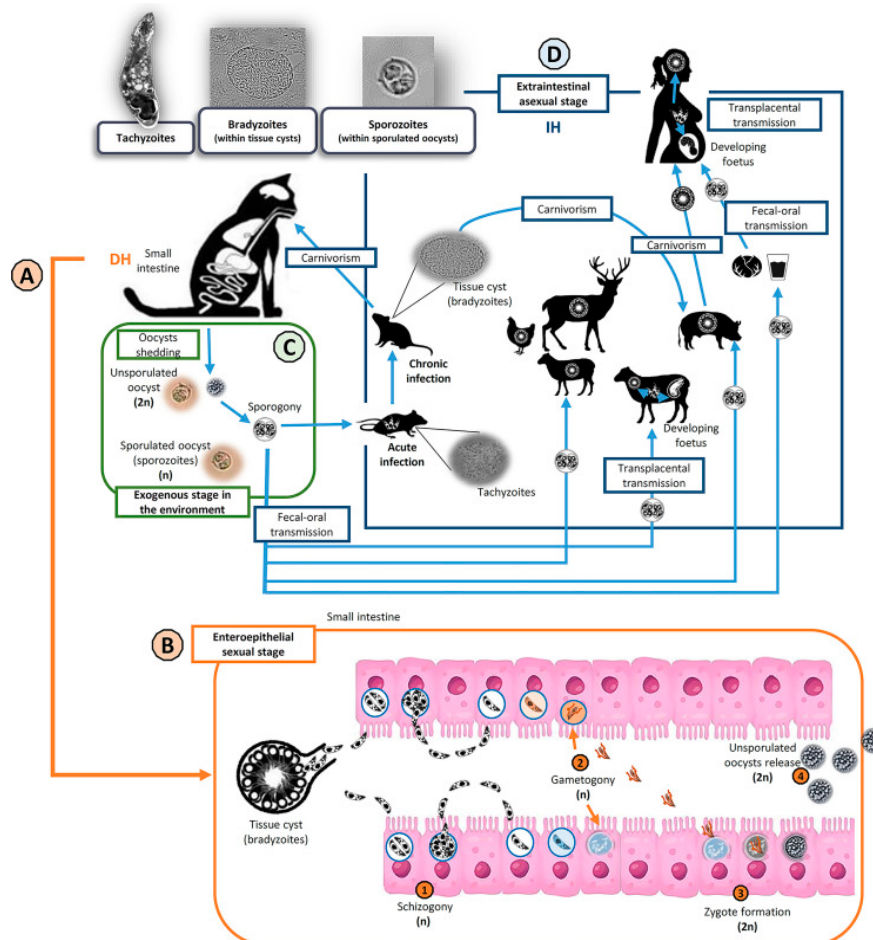 D
Extraintestinal
asexual stage
IH
Transplacental
transmission
Developing
foetus
Tachyzoites
Bradyzoites
(within tissue cysts)
Sporozoites
(within sporulated oocysts)
Carnivorism
Fecal-oral
transmission
Carnivorism
A
DH
Small
intestine
Carnivorism
Tissue cyst
(bradyzoites)
Oocysts
shedding
C
Unsporulated
oocyst
(2n)
Sporogony
Sporulated oocyst
(sporozoites)
(n)
Exogenous stage in
the environment
Chronic
infection
Acute
infection
Tachyzoites
Developing
foetus
Transplacental
transmission
Fecal-oral
transmission
Small intestine
B
Enteroepithelial
sexual stage
Tissue cyst
(bradyzoites)
2
Gametogony
(n)
Unsporulated
oocysts release
(2n)
4
1
Schizogony
(n)
3
Zygote formation
(2n)